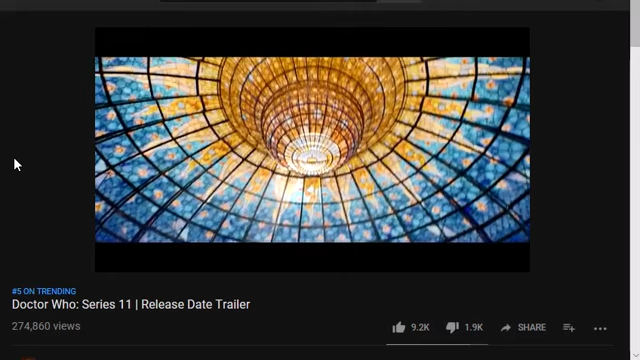 #5 ON TRENDING
Doctor Who: Series 11 | Release Date Trailer
274,860 views
9.2K
1.9K
SHARE